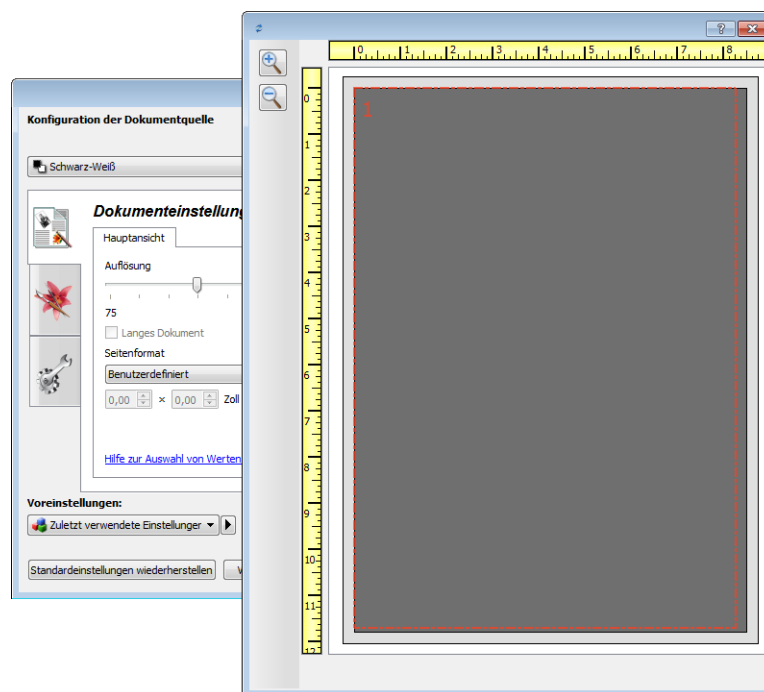 ?
0 1 2 3 4 5 6 7 8
Konfiguration der Dokumentquelle
Schwarz-Weiß
Dokumenteinstellung
Hauptansicht
Auflösung
75
Langes Dokument
Seitenformat
Benutzerdefiniert
0,00 × 0,00 Zoll
Hilfe zur Auswahl von Werten
Voreinstellungen:
Zuletzt verwendete Einstellunger
Standardeinstellungen wiederherstellen
0
1
2
3
4
5
6
7
8
9
10
11
12
1